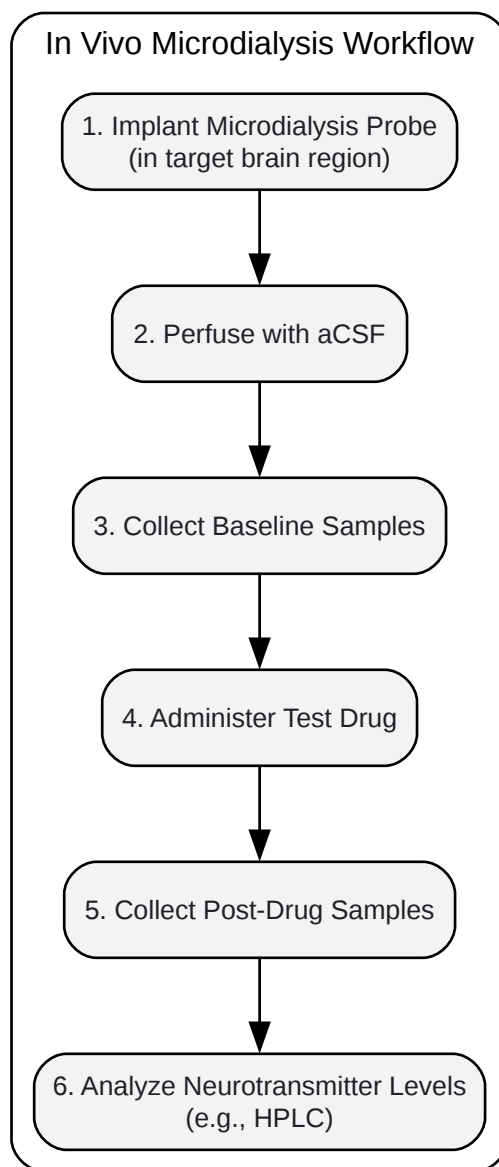 In Vivo Microdialysis Workflow
1. Implant Microdialysis Probe
(in target brain region)
2. Perfuse with aCSF
3. Collect Baseline Samples
4. Administer Test Drug
5. Collect Post-Drug Samples
6. Analyze Neurotransmitter Levels
(e.g., HPLC)